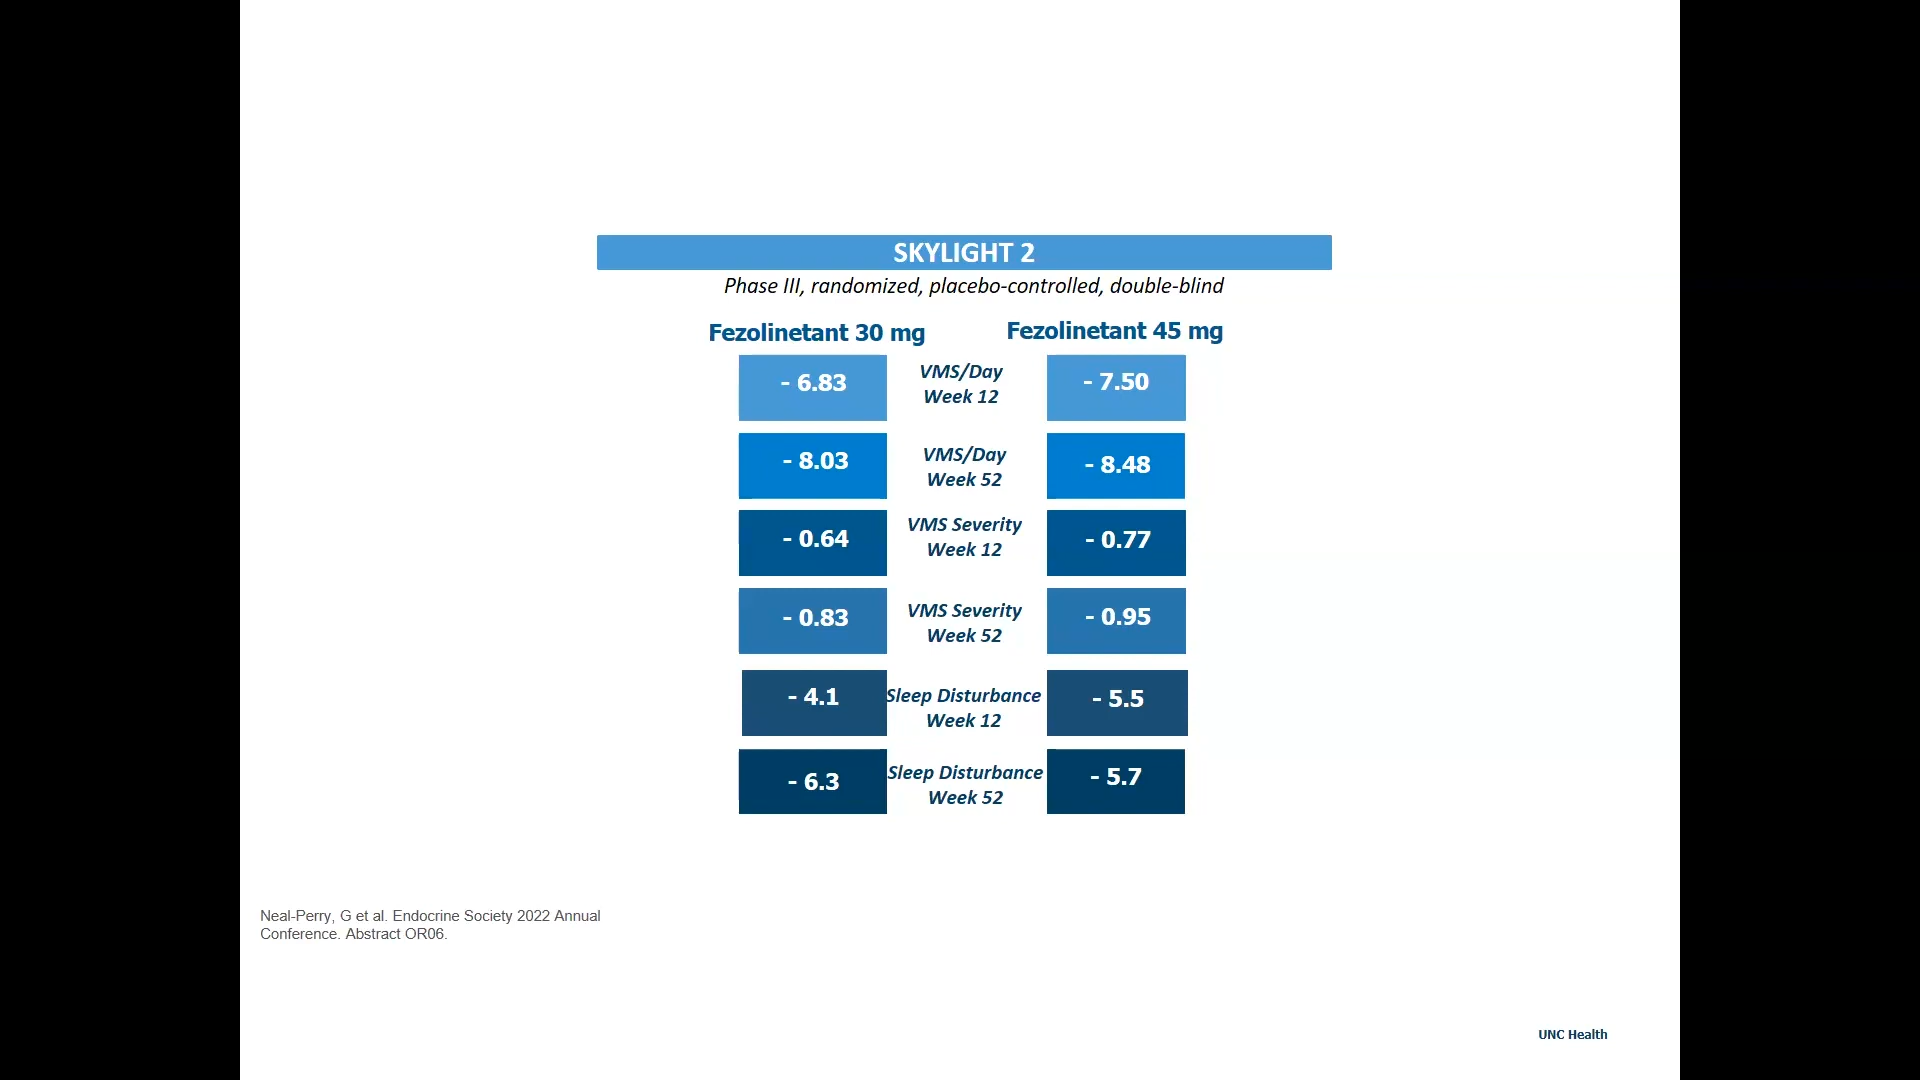 SKYLIGHT 2
Phase III, randomized, placebo-controlled, double-blind
Fezolinetant 30 mg
Fezolinetant 45 mg
- 6.83
VMS/Day
Week 12
- 7.50
- 8.03
VMS/Day
Week 52
- 8.48
- 0.64
VMS Severity
Week 12
- 0.77
- 0.83
VMS Severity
Week 52
- 0.95
- 4.1
Sleep Disturbance
Week 12
- 5.5
- 6.3
Sleep Disturbance
Week 52
- 5.7
Neal-Perry, G et al. Endocrine Society 2022 Annual
Conference. Abstract OR06.
UNC Health